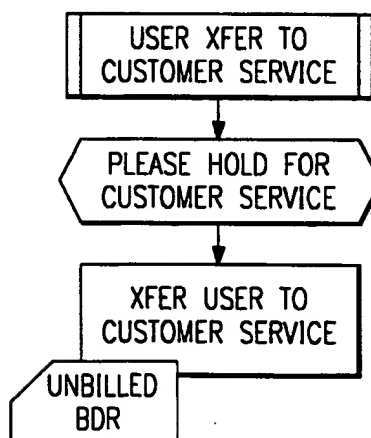 USER XFER TO
CUSTOMER SERVICE
PLEASE HOLD FOR
CUSTOMER SERVICE
XFER USER TO
CUSTOMER SERVICE
UNBILLED
BDR